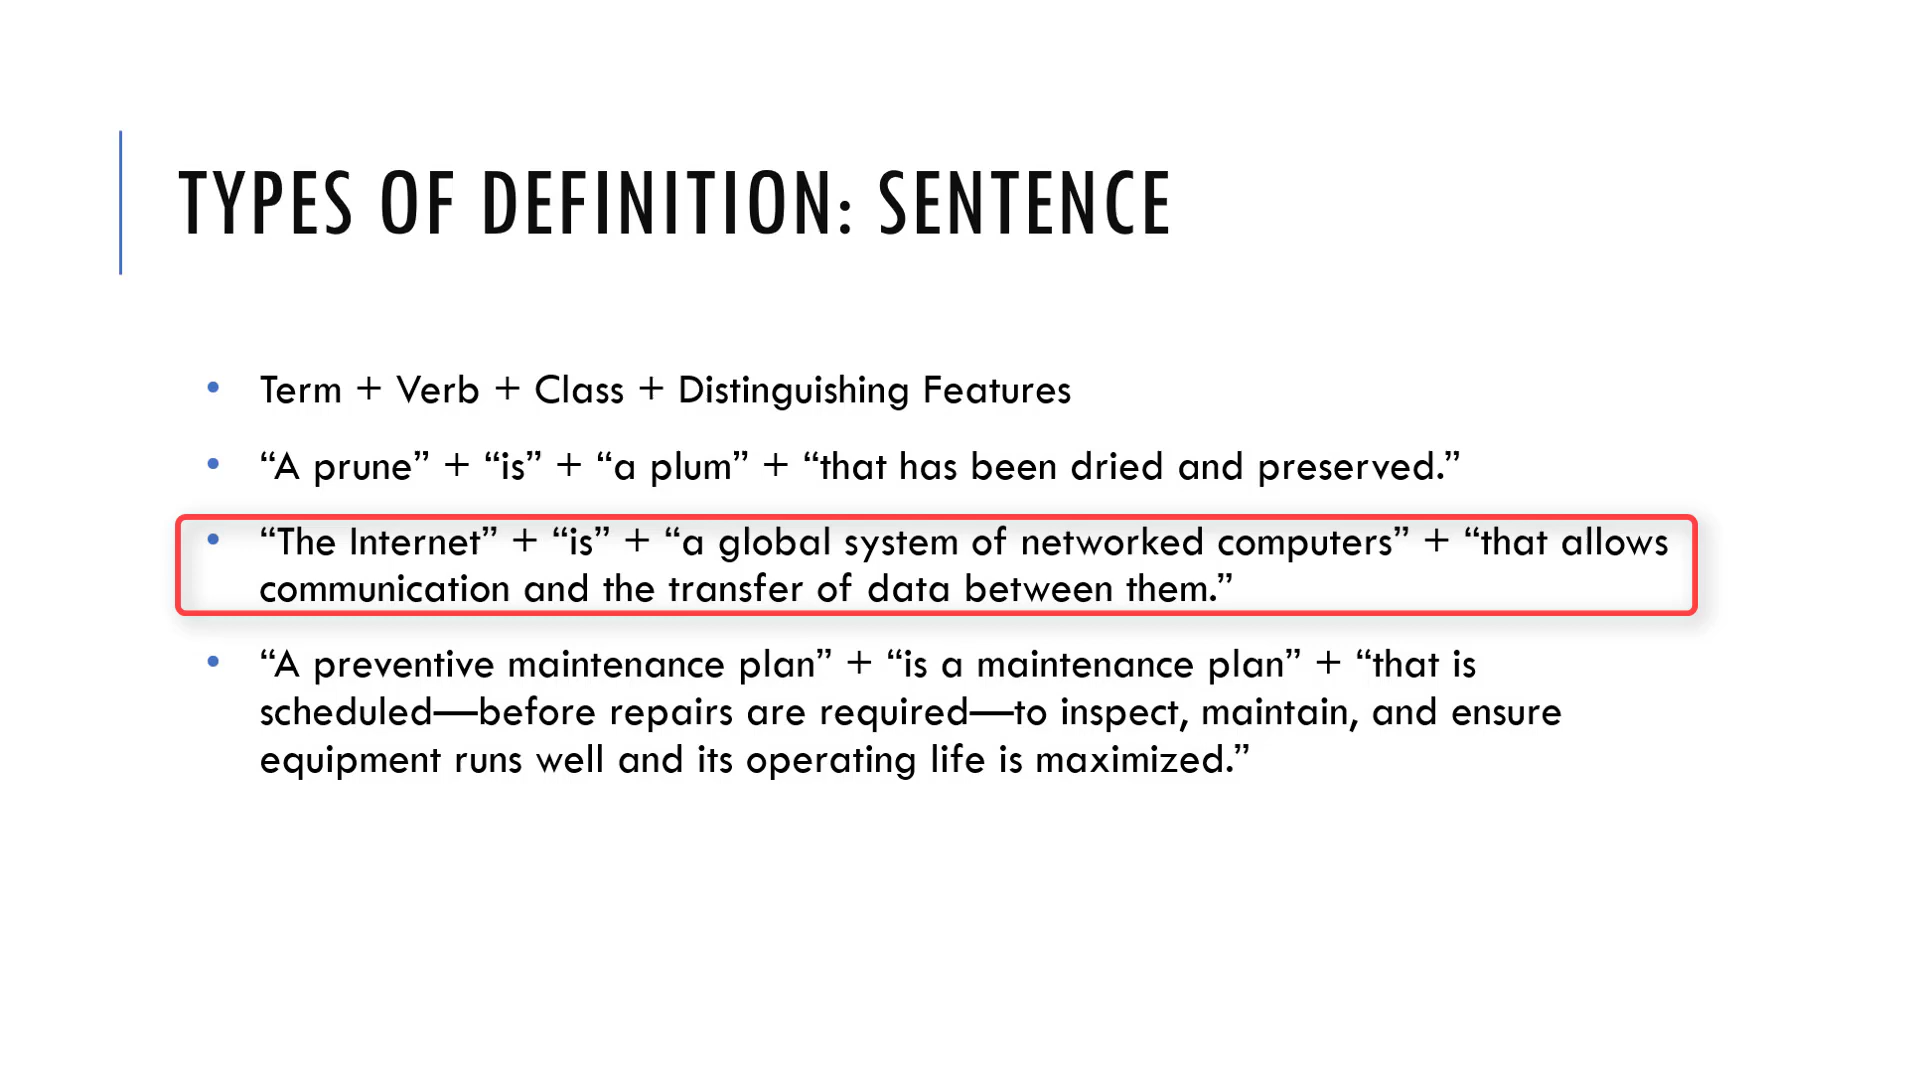 TYPES OF DEFINITION: SENTENCE
• Term + Verb + Class + Distinguishing Features
• “A prune” + “is” + “a plum” + “that has been dried and preserved.”
• “The Internet” + “is” + “a global system of networked computers” + “that allows
communication and the transfer of data between them.”
• “A preventive maintenance plan” + “is a maintenance plan” + “that is
scheduled—before repairs are required—to inspect, maintain, and ensure
equipment runs well and its operating life is maximized.”